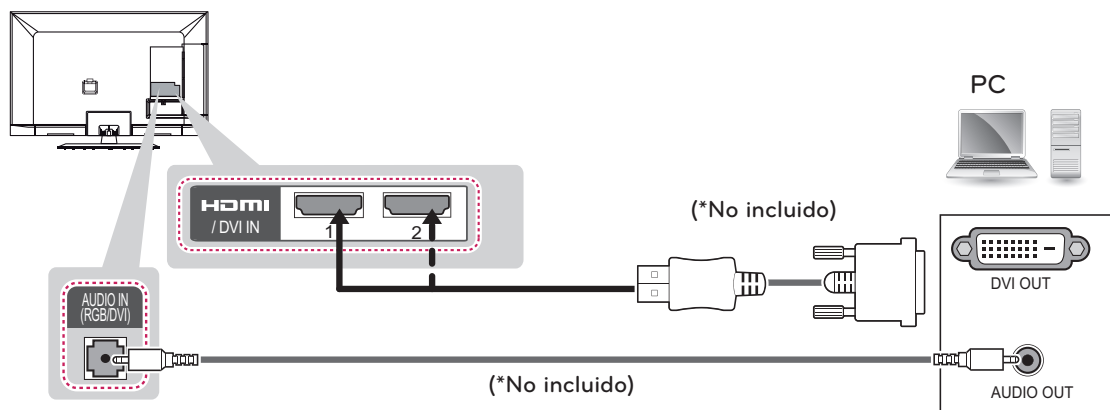 PC
HDMI
/ DVI IN
1
2
(*No incluido)
DVI OUT
AUDIO IN
(RGB/DVI)
(*No incluido)
AUDIO OUT